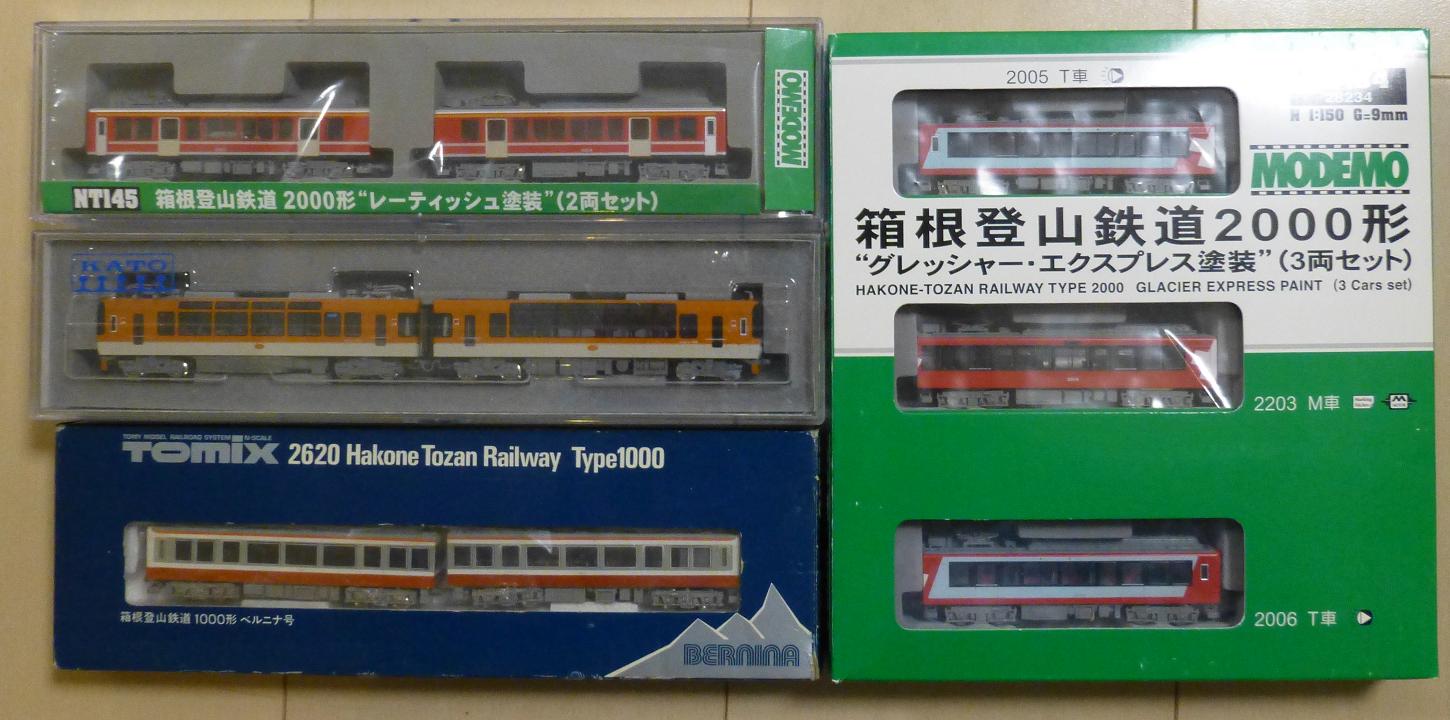 MODEMO
NT145 箱根登山鉄道 2000形“レーティッシュ塗装”(2両セット)
KATO
TOMY MODEL RAILROAD SYSTEM N-SCALE
TOMIX 2620 Hakone Tozan Railway Type1000
箱根登山鉄道 1000形 ベルニナ号
BERNINA
2005 T車
28234
N 1:150 G=9mm
MODEMO
箱根登山鉄道2000形
“グレッシャー・エクスプレス塗装”(3両セット)
HAKONE-TOZAN RAILWAY TYPE 2000 GLACIER EXPRESS PAINT (3 Cars set)
2203 M車
2006 T車